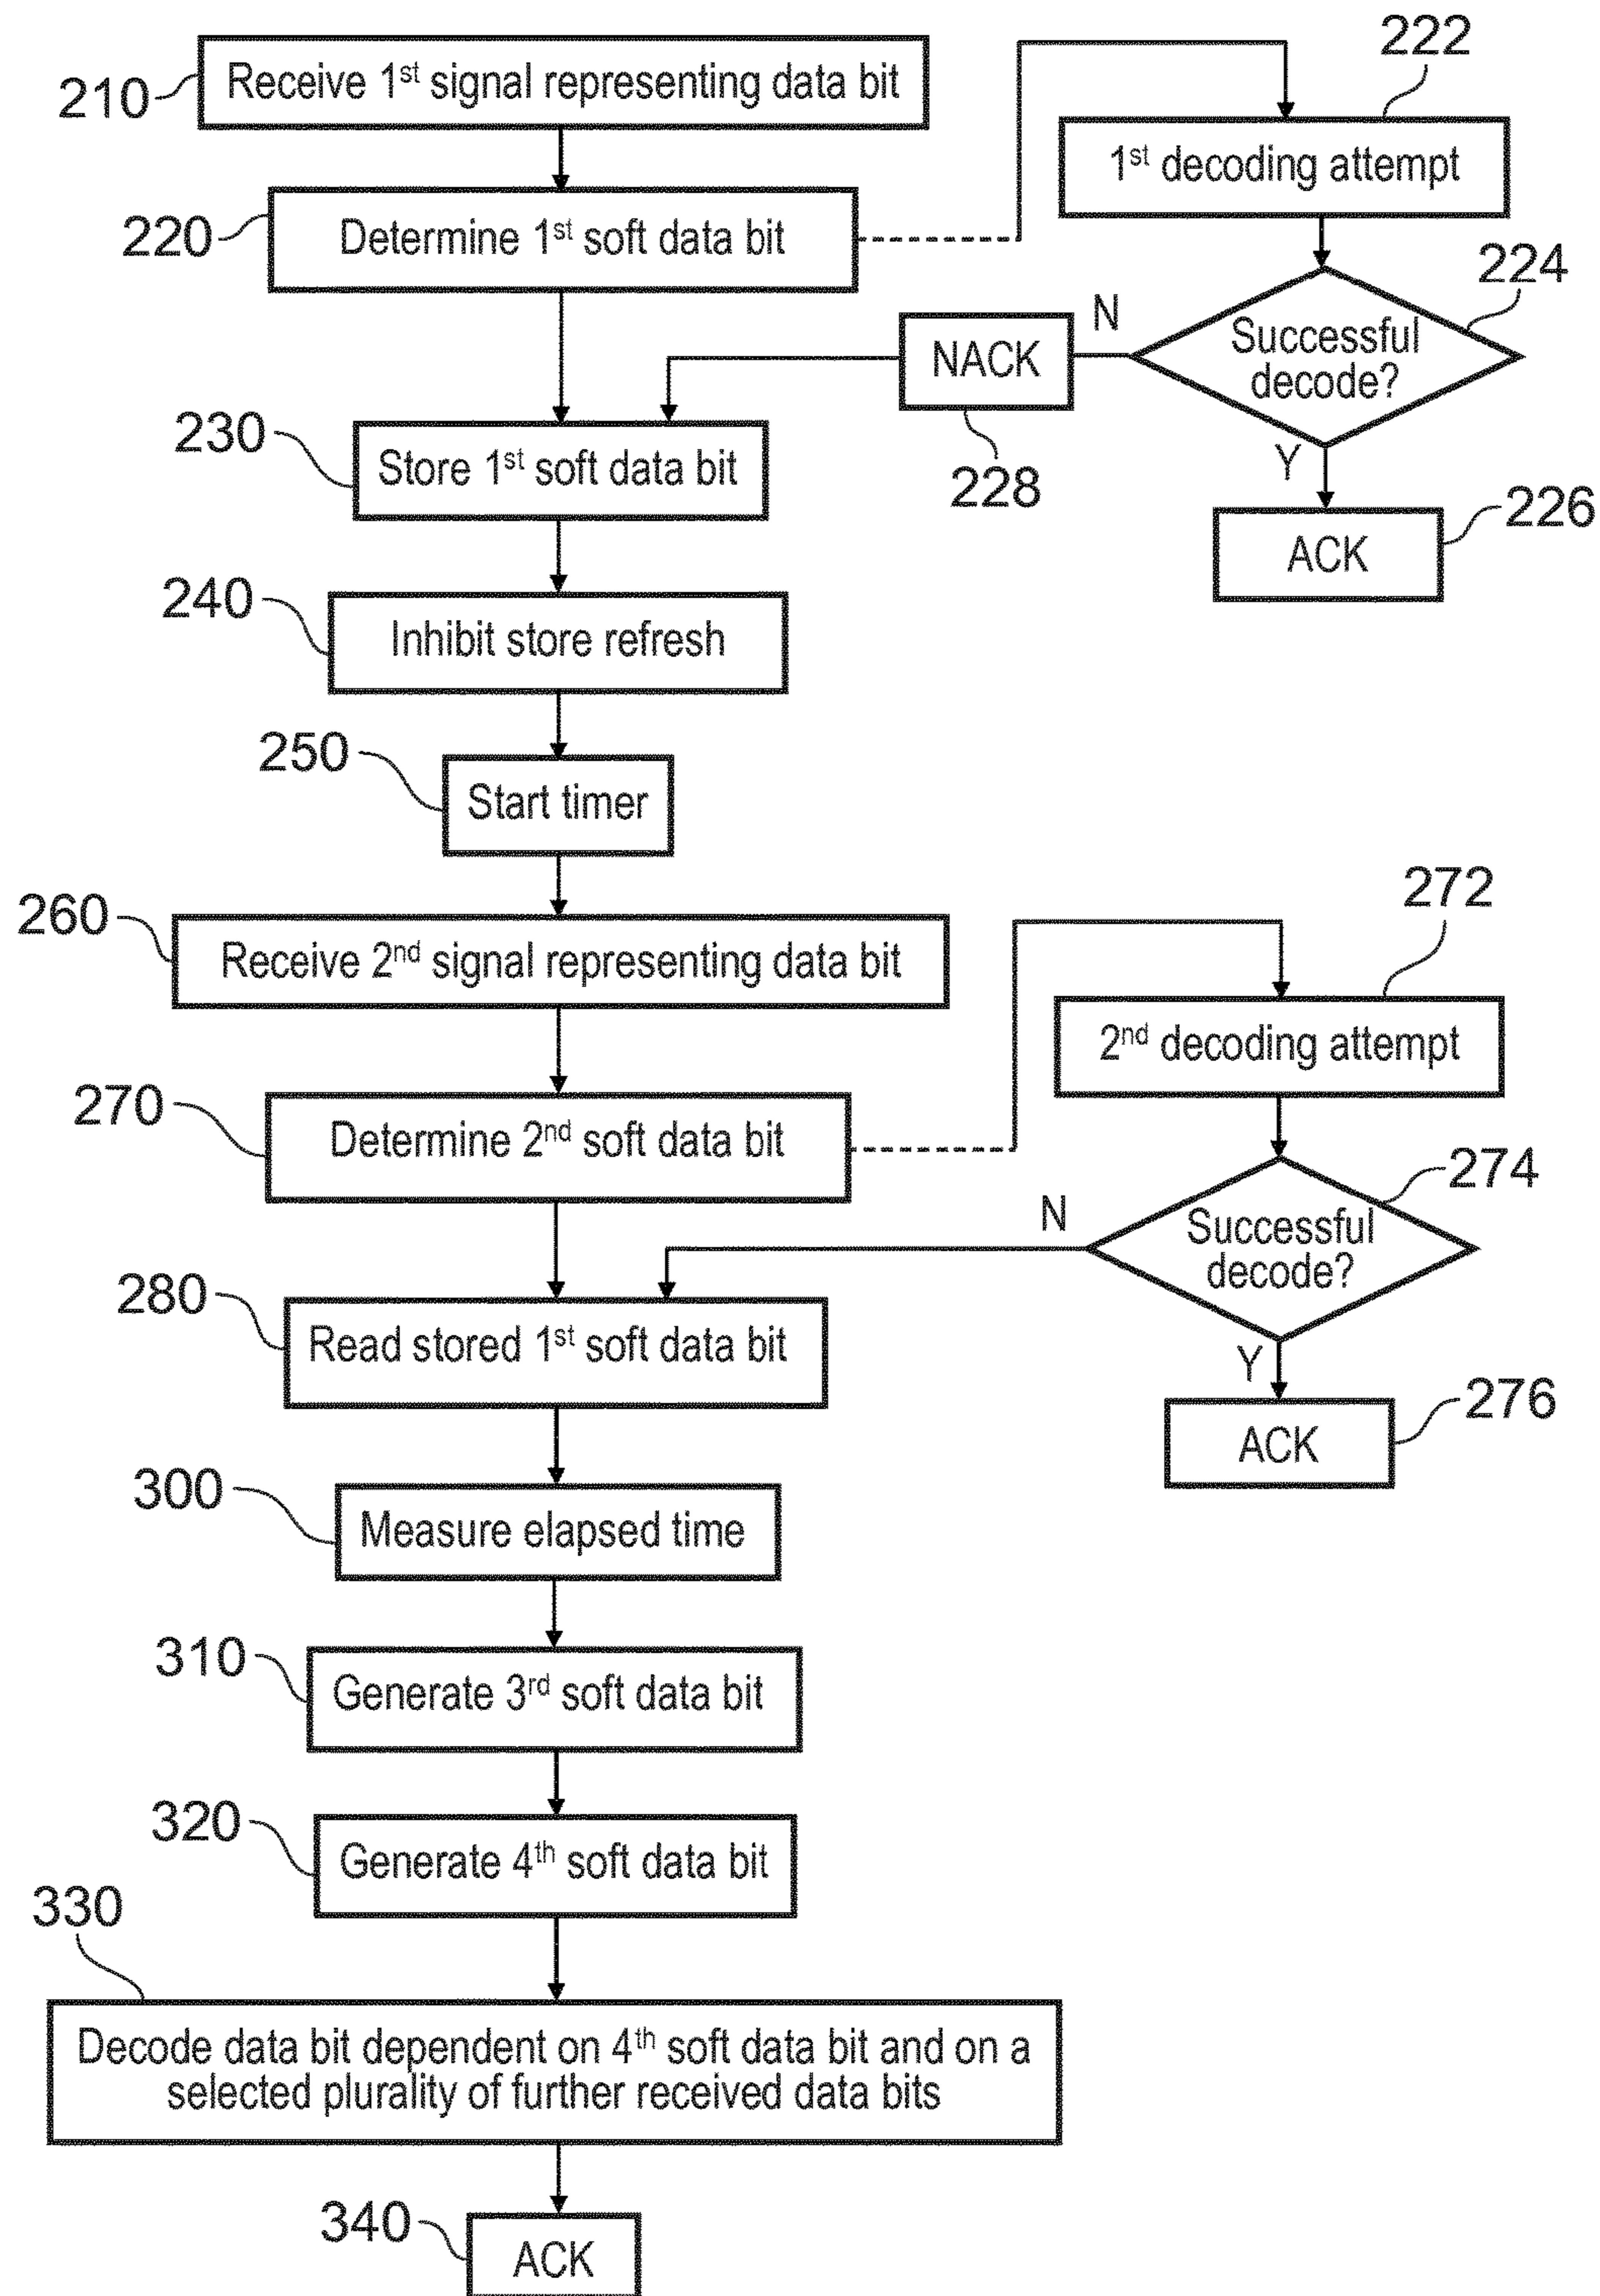 210
Receive 1st signal representing data bit
222
1st decoding attempt
220
Determine 1st soft data bit
224
Successful
decode?
N
NACK
228
Y
226
ACK
230
Store 1st soft data bit
240
Inhibit store refresh
250
Start timer
260
Receive 2nd signal representing data bit
272
2nd decoding attempt
270
Determine 2nd soft data bit
274
Successful
decode?
N
Y
276
ACK
280
Read stored 1st soft data bit
300
Measure elapsed time
310
Generate 3rd soft data bit
320
Generate 4th soft data bit
330
Decode data bit dependent on 4th soft data bit and on a
selected plurality of further received data bits
340
ACK